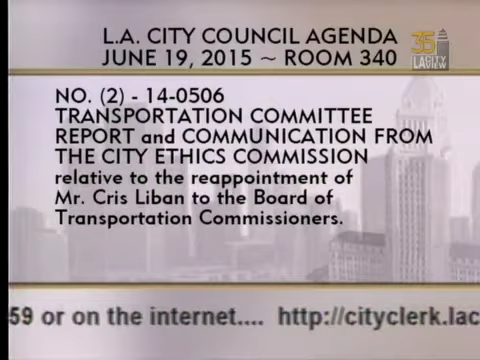 L.A. CITY COUNCIL AGENDA
JUNE 19, 2015 ~ ROOM 340
35
LACITY
VIEW
NO. (2) - 14-0506
TRANSPORTATION COMMITTEE
REPORT and COMMUNICATION FROM
THE CITY ETHICS COMMISSION
relative to the reappointment of
Mr. Cris Liban to the Board of
Transportation Commissioners.
59 or on the internet.... http://cityclerk.lac